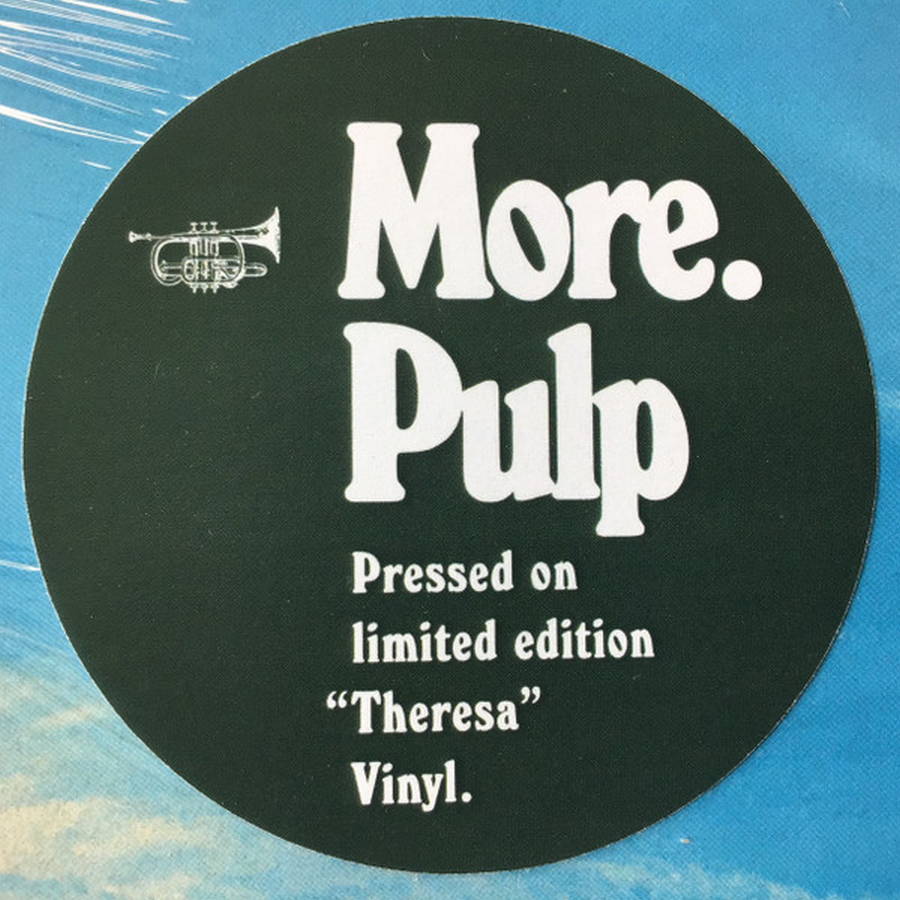 More.
Pulp
Pressed on
limited edition
“Theresa”
Vinyl.